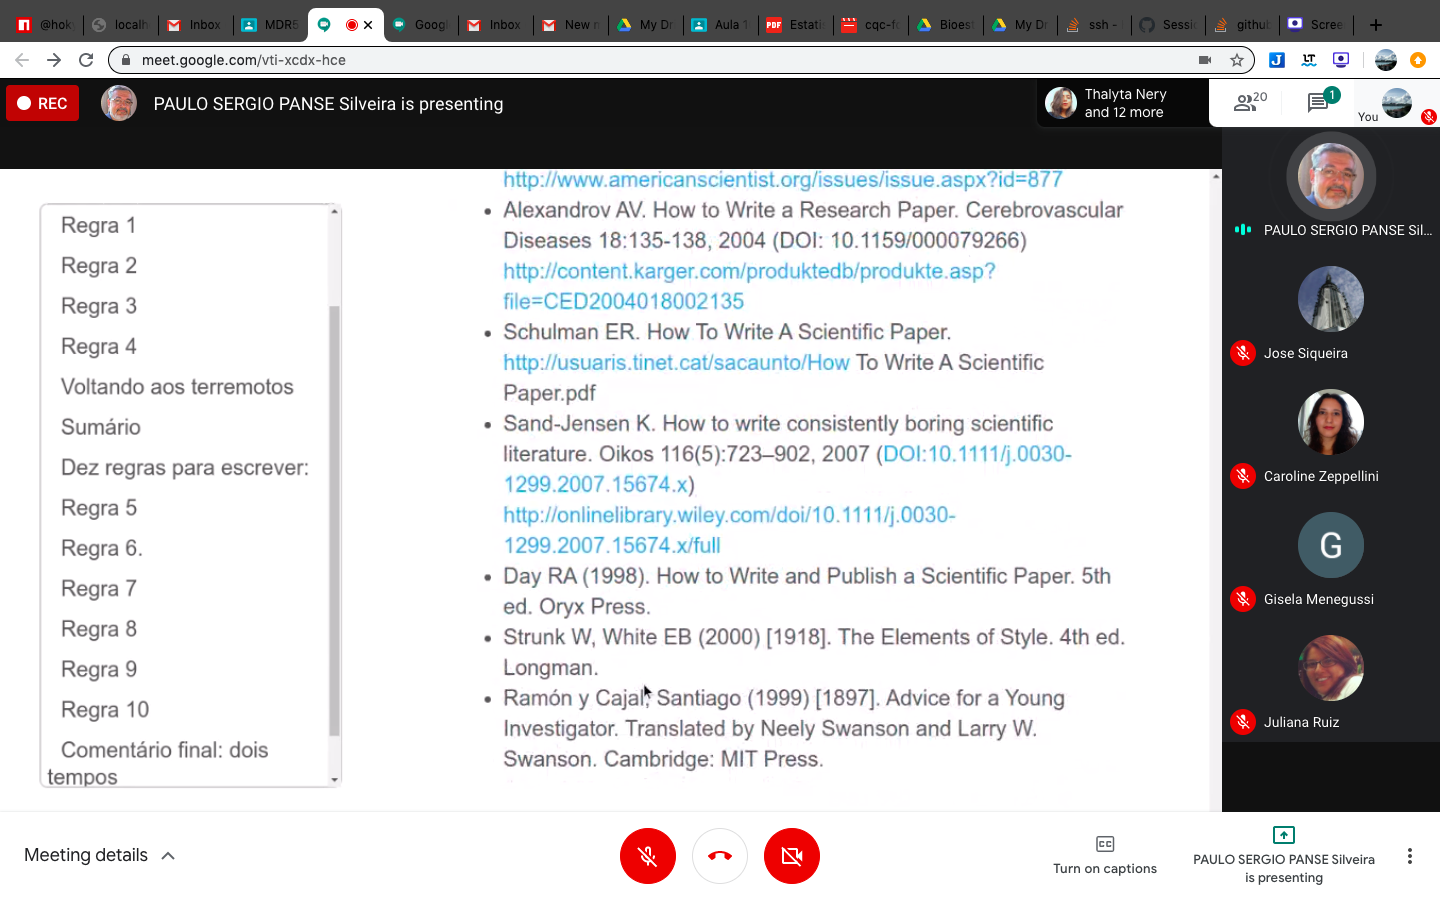 @hok
localh
Inbox
MDR5
Googl
Inbox
New m
My Dr
Aula 1
PDF
Estatí
cqc-fo
Bioest
My Dr
ssh -
Sessic
github
Scree
meet.google.com/vti-xcdx-hce
REC
PAULO SERGIO PANSE Silveira is presenting
Thalyta Nery
and 12 more
20
1
You
Regra 1
Regra 2
Regra 3
Regra 4
Voltando aos terremotos
Sumário
Dez regras para escrever:
Regra 5
Regra 6.
Regra 7
Regra 8
Regra 9
Regra 10
Comentário final: dois
tempos
http://www.americanscientist.org/issues/issue.aspx?id=877
Alexandrov AV. How to Write a Research Paper. Cerebrovascular
Diseases 18:135-138, 2004 (DOI: 10.1159/000079266)
http://content.karger.com/produktedb/produkte.asp?
file=CED2004018002135
Schulman ER. How To Write A Scientific Paper.
http://usuaris.tinet.cat/sacaunto/How To Write A Scientific
Paper.pdf
Sand-Jensen K. How to write consistently boring scientific
literature. Oikos 116(5):723–902, 2007 (DOI:10.1111/j.0030-
1299.2007.15674.x)
http://onlinelibrary.wiley.com/doi/10.1111/j.0030-
1299.2007.15674.x/full
Day RA (1998). How to Write and Publish a Scientific Paper. 5th
ed. Oryx Press.
Strunk W, White EB (2000) [1918]. The Elements of Style. 4th ed.
Longman.
Ramón y Cajal, Santiago (1999) [1897]. Advice for a Young
Investigator. Translated by Neely Swanson and Larry W.
Swanson. Cambridge: MIT Press.
PAULO SERGIO PANSE Sil...
Jose Siqueira
Caroline Zeppellini
G
Gisela Menegussi
Juliana Ruiz
Meeting details
CC
Turn on captions
PAULO SERGIO PANSE Silveira
is presenting